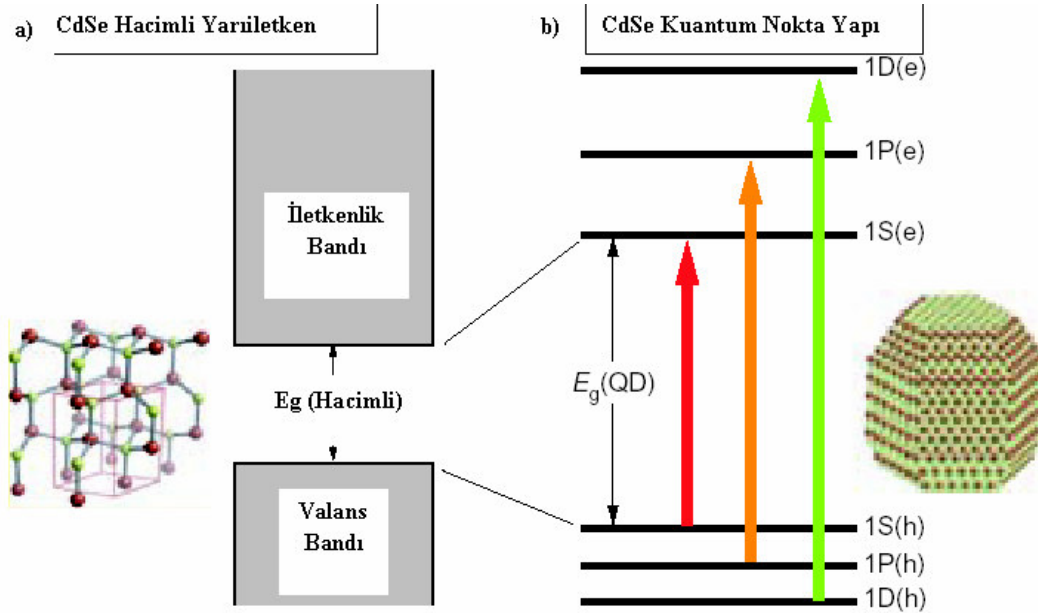 a) CdSe Hacimli Yarıiletken
İletkenlik
Bandı
Eg (Hacimli)
Valans
Bandı
b) CdSe Kuantum Nokta Yapı
1D(e)
1P(e)
1S(e)
Eg(QD)
1S(h)
1P(h)
1D(h)